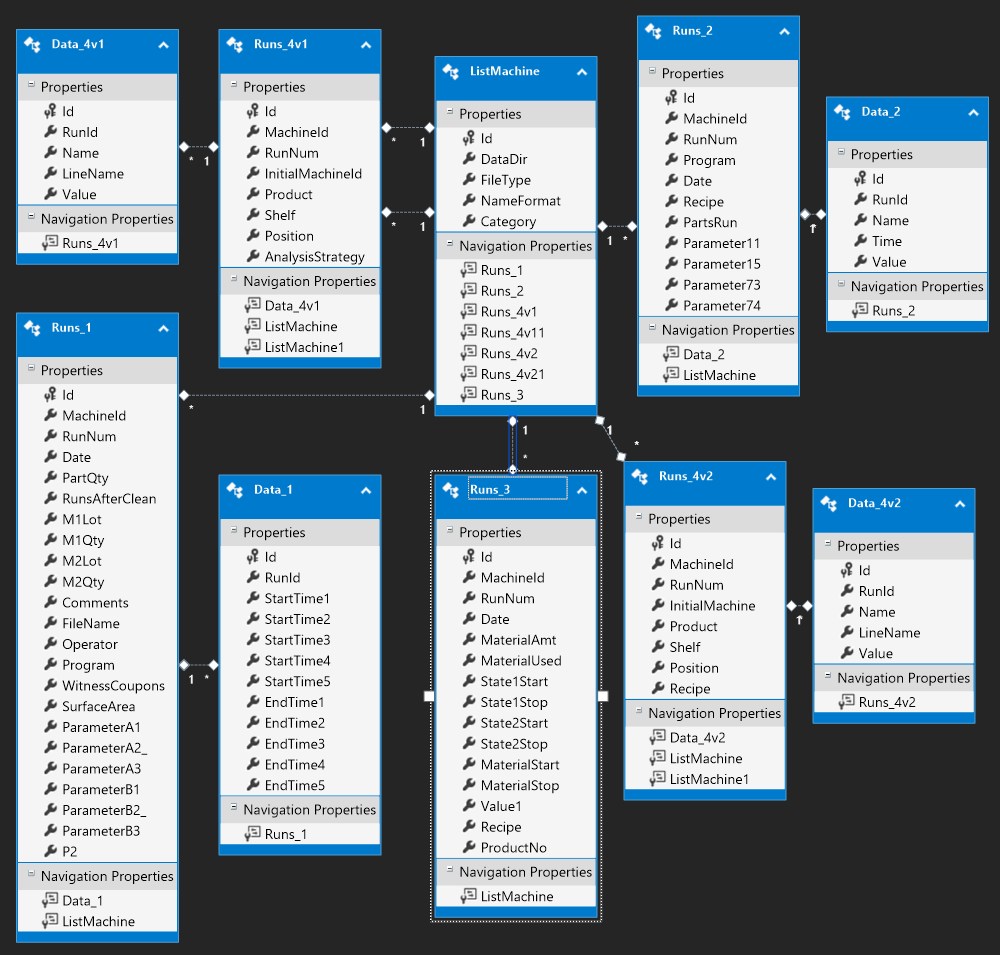 Data_4v1
Properties
Id
RunId
Name
LineName
Value
Navigation Properties
Runs_4v1
* 1
Runs_4v1
Properties
Id
MachineId
RunNum
InitialMachineId
Product
Shelf
Position
AnalysisStrategy
Navigation Properties
Data_4v1
ListMachine
ListMachine1
* 1
* 1
ListMachine
Properties
Id
DataDir
FileType
NameFormat
Category
Navigation Properties
Runs_1
Runs_2
Runs_4v1
Runs_4v11
Runs_4v2
Runs_4v21
Runs_3
1 *
Runs_2
Properties
Id
MachineId
RunNum
Program
Date
Recipe
PartsRun
Parameter11
Parameter15
Parameter73
Parameter74
Navigation Properties
Data_2
ListMachine
Data_2
Properties
Id
RunId
Name
Time
Value
Navigation Properties
Runs_2
Runs_1
Properties
Id
MachineId
RunNum
Date
PartQty
RunsAfterClean
M1Lot
M1Qty
M2Lot
M2Qty
Comments
FileName
Operator
Program
WitnessCoupons
SurfaceArea
ParameterA1
ParameterA2_
ParameterA3
ParameterB1
ParameterB2_
ParameterB3
P2
Navigation Properties
Data_1
ListMachine
* 1
1 *
Data_1
Properties
Id
RunId
StartTime1
StartTime2
StartTime3
StartTime4
StartTime5
EndTime1
EndTime2
EndTime3
EndTime4
EndTime5
Navigation Properties
Runs_1
1
*
Runs_3
Properties
Id
MachineId
RunNum
Date
MaterialAmt
MaterialUsed
State1Start
State1Stop
State2Start
State2Stop
MaterialStart
MaterialStop
Value1
Recipe
ProductNo
Navigation Properties
ListMachine
1
*
Runs_4v2
Properties
Id
MachineId
RunNum
InitialMachine
Product
Shelf
Position
Recipe
Navigation Properties
Data_4v2
ListMachine
ListMachine1
Data_4v2
Properties
Id
RunId
Name
LineName
Value
Navigation Properties
Runs_4v2